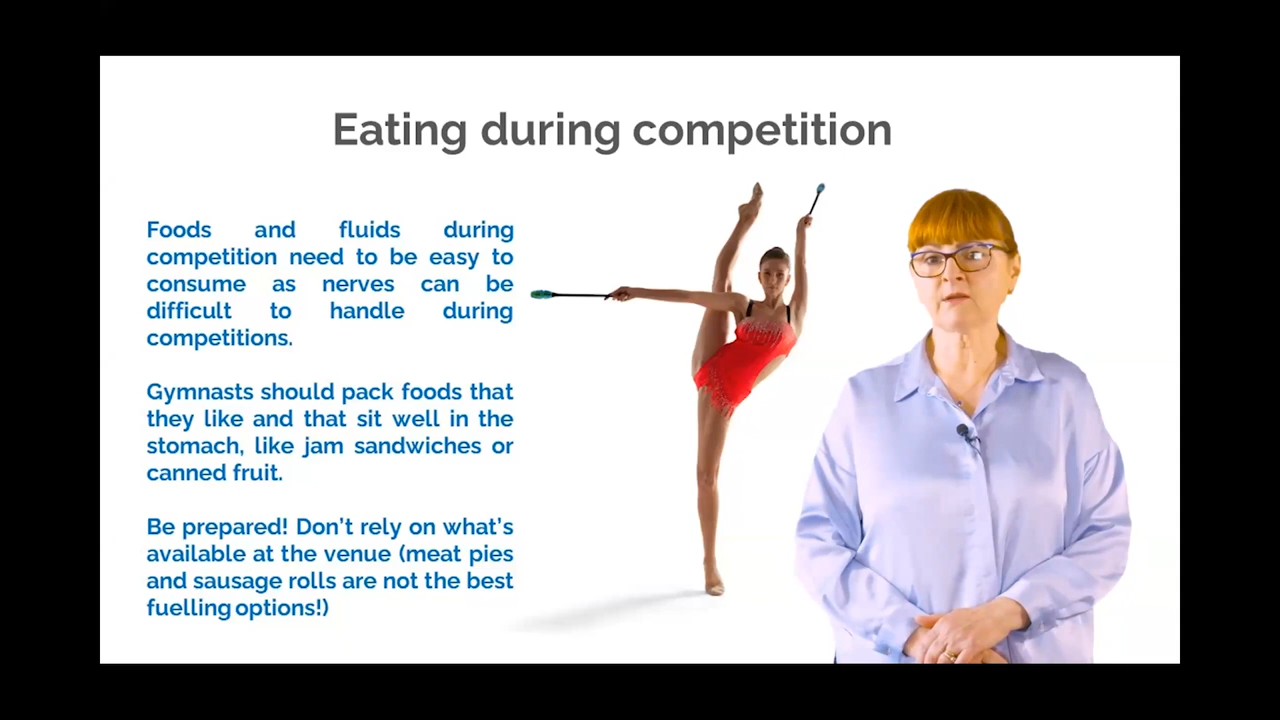 Eating during competition
Foods and fluids during
competition need to be easy to
consume as nerves can be
difficult to handle during
competitions.
Gymnasts should pack foods that
they like and that sit well in the
stomach, like jam sandwiches or
canned fruit.
Be prepared! Don’t rely on what’s
available at the venue (meat pies
and sausage rolls are not the best
fuelling options!)